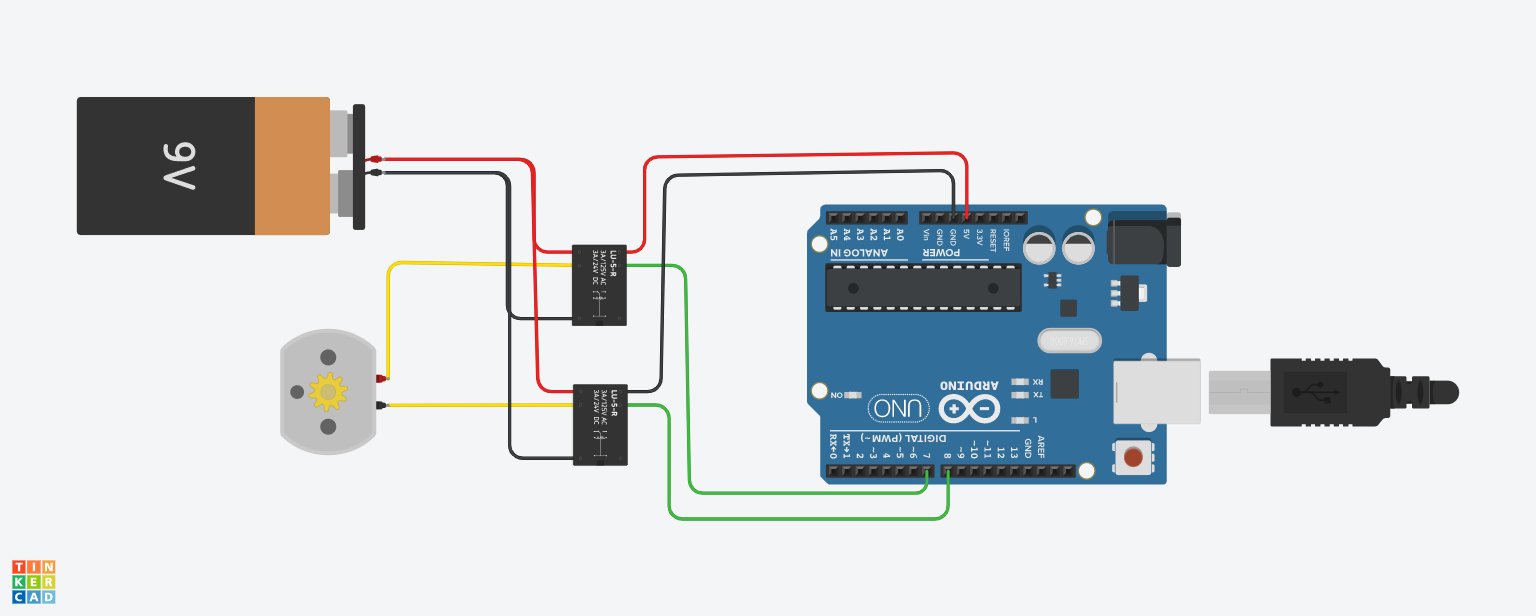 9V
LU-5-R
3A/125V AC
3A/24V DC
LU-5-R
3A/125V AC
3A/24V DC
A5
A4
A3
A2
A1
A0
Vin
GND
GND
5V
3.3V
RESET
IOREF
ANALOG IN
POWER
RX
TX
L
ON
UNO
ARDUINO
DIGITAL (PWM~)
RX←0
TX→1
2
~3
4
~5
~6
7
8
~9
~10
~11
12
13
GND
AREF
TIN
KER
CAD